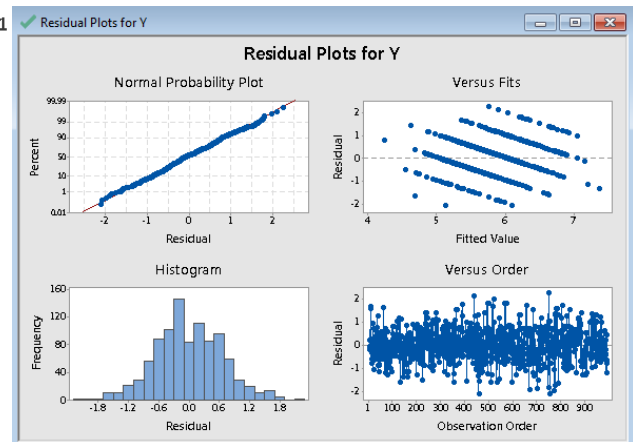 1
Residual Plots for Y
Residual Plots for Y
Normal Probability Plot
99.99
99
90
50
10
1
0.01
Percent
-2 -1 0 1 2
Residual
Versus Fits
2
1
0
-1
-2
Residual
4 5 6 7
Fitted Value
Histogram
160
120
80
40
0
Frequency
-1.8 -1.2 -0.6 0.0 0.6 1.2 1.8
Residual
Versus Order
2
1
0
-1
-2
Residual
1 100 200 300 400 500 600 700 800 900
Observation Order